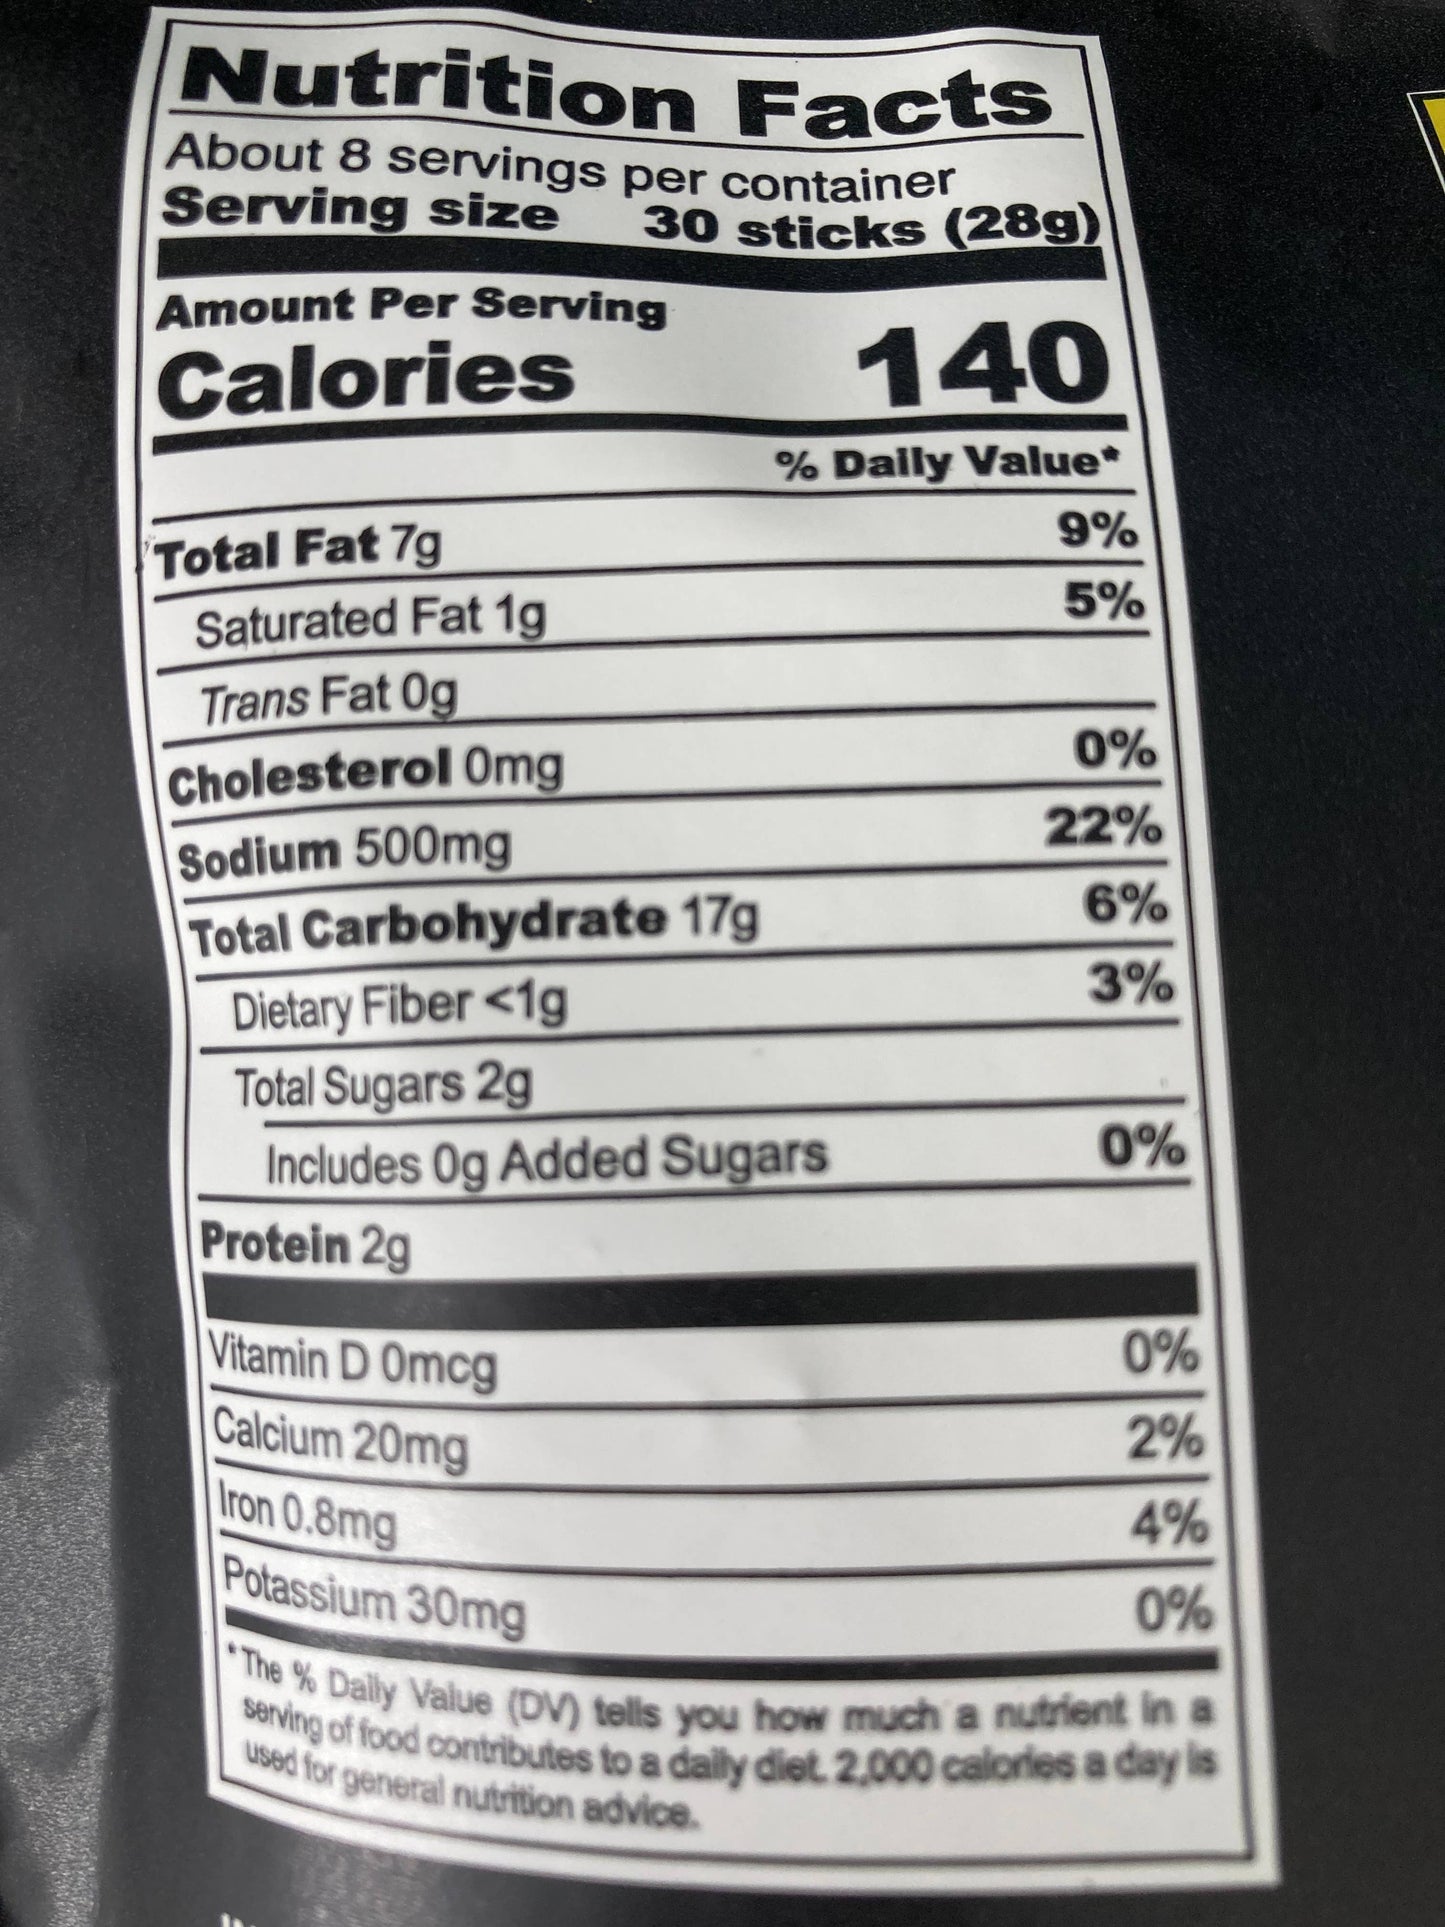 Nutrition Facts
About 8 servings per container
Serving size 30 sticks (28g)
Amount Per Serving
Calories 140
% Daily Value*
Total Fat 7g 9%
Saturated Fat 1g 5%
Trans Fat 0g
Cholesterol 0mg 0%
Sodium 500mg 22%
Total Carbohydrate 17g 6%
Dietary Fiber <1g 3%
Total Sugars 2g
Includes 0g Added Sugars 0%
Protein 2g
Vitamin D 0mcg 0%
Calcium 20mg 2%
Iron 0.8mg 4%
Potassium 30mg 0%
*The % Daily Value (DV) tells you how much a nutrient in a
serving of food contributes to a daily diet. 2,000 calories a day is
used for general nutrition advice.